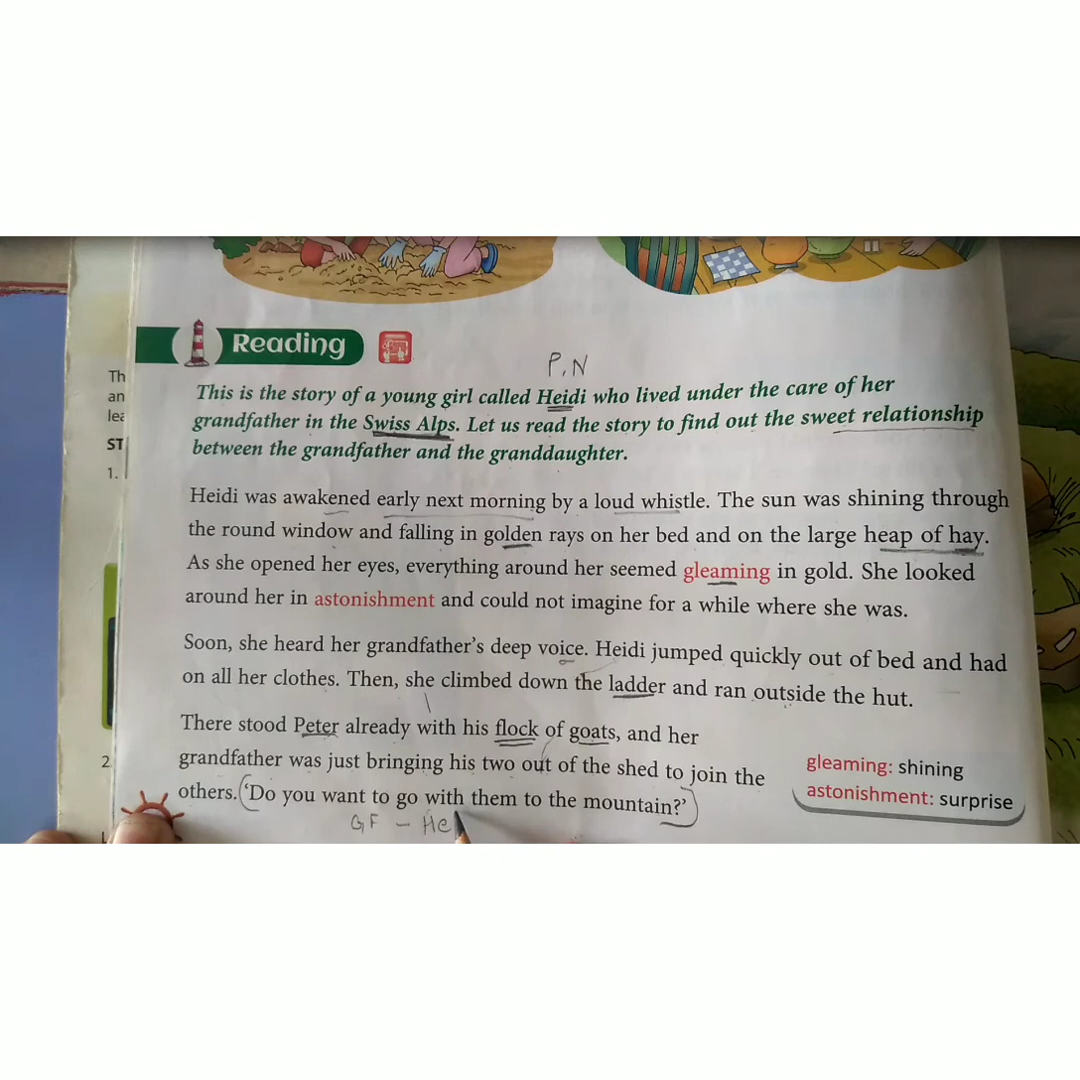 Reading
P.N
This is the story of a young girl called Heidi who lived under the care of her
grandfather in the Swiss Alps. Let us read the story to find out the sweet relationship
between the grandfather and the granddaughter.
Th
an
lea
ST
1.
Heidi was awakened early next morning by a loud whistle. The sun was shining through
the round window and falling in golden rays on her bed and on the large heap of hay.
As she opened her eyes, everything around her seemed gleaming in gold. She looked
around her in astonishment and could not imagine for a while where she was.
Soon, she heard her grandfather's deep voice. Heidi jumped quickly out of bed and had
on all her clothes. Then, she climbed down the ladder and ran outside the hut.
There stood Peter already with his flock of goats, and her
grandfather was just bringing his two out of the shed to join the
others. ('Do you want to go with them to the mountain?')
GF - He
2
gleaming: shining
astonishment: surprise